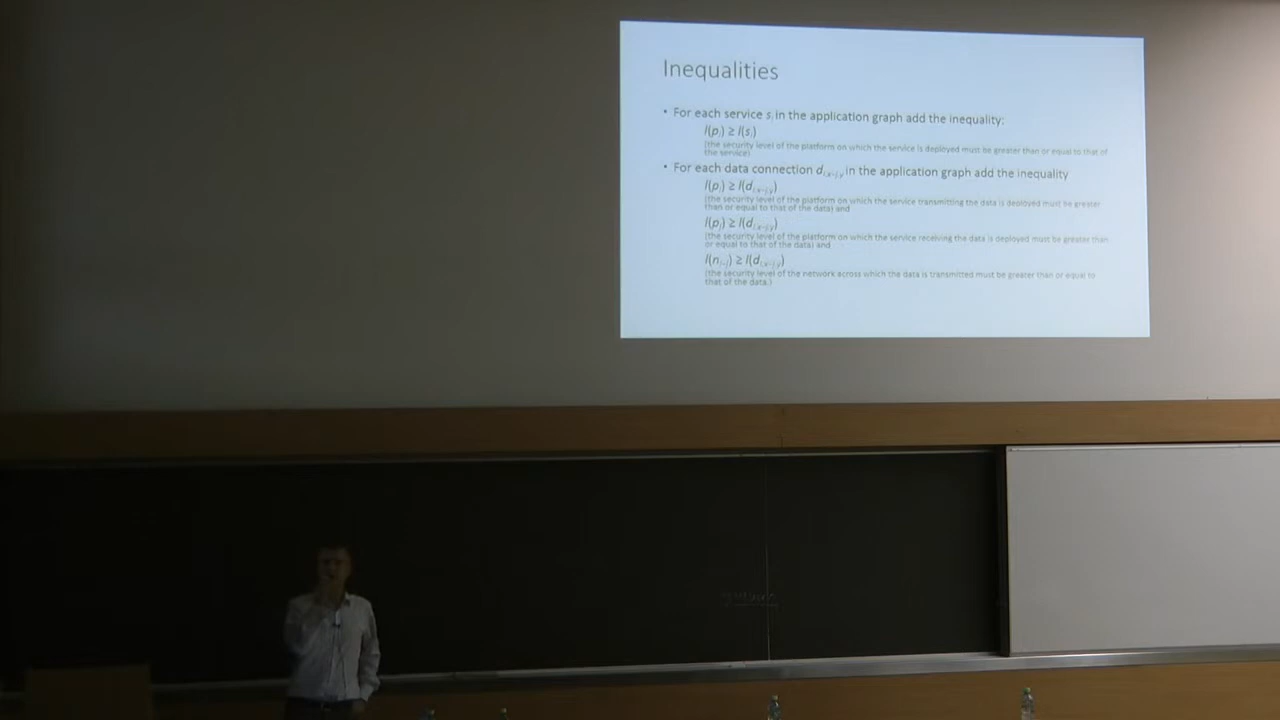 Inequalities
• For each service sᵢ in the application graph add the inequality:
l(pᵢ) ≥ l(sᵢ)
(the security level of the platform on which the service is deployed must be greater than or equal to that of
the service)
• For each data connection dᵢ.ₓ₋ⱼ.y in the application graph add the inequality
l(pᵢ) ≥ l(dᵢ.ₓ₋ⱼ.y)
(the security level of the platform on which the service transmitting the data is deployed must be greater
than or equal to that of the data) and
l(pⱼ) ≥ l(dᵢ.ₓ₋ⱼ.y)
(the security level of the platform on which the service receiving the data is deployed must be greater than
or equal to that of the data) and
l(nᵢ₋ⱼ) ≥ l(dᵢ.ₓ₋ⱼ.y)
(the security level of the network across which the data is transmitted must be greater than or equal to
that of the data.)